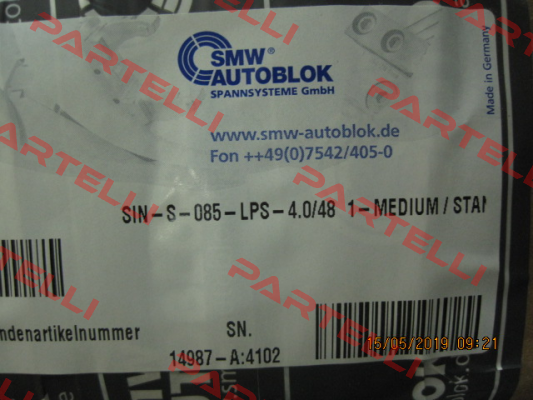 SMW®
AUTOBLOK
SPANNSYSTEME GmbH
Made in Germany
www.smw-autoblok.de
Fon ++49(0)7542/405-0
SIN-S-085-LPS-4.0/48 1-MEDIUM / STAN
ndenartikelnummer
SN.
14987-A:4102
15/05/2019 09:21
PARTELLI
PARTELLI
PARTELLI
PARTELLI
PARTELLI
PARTELLI